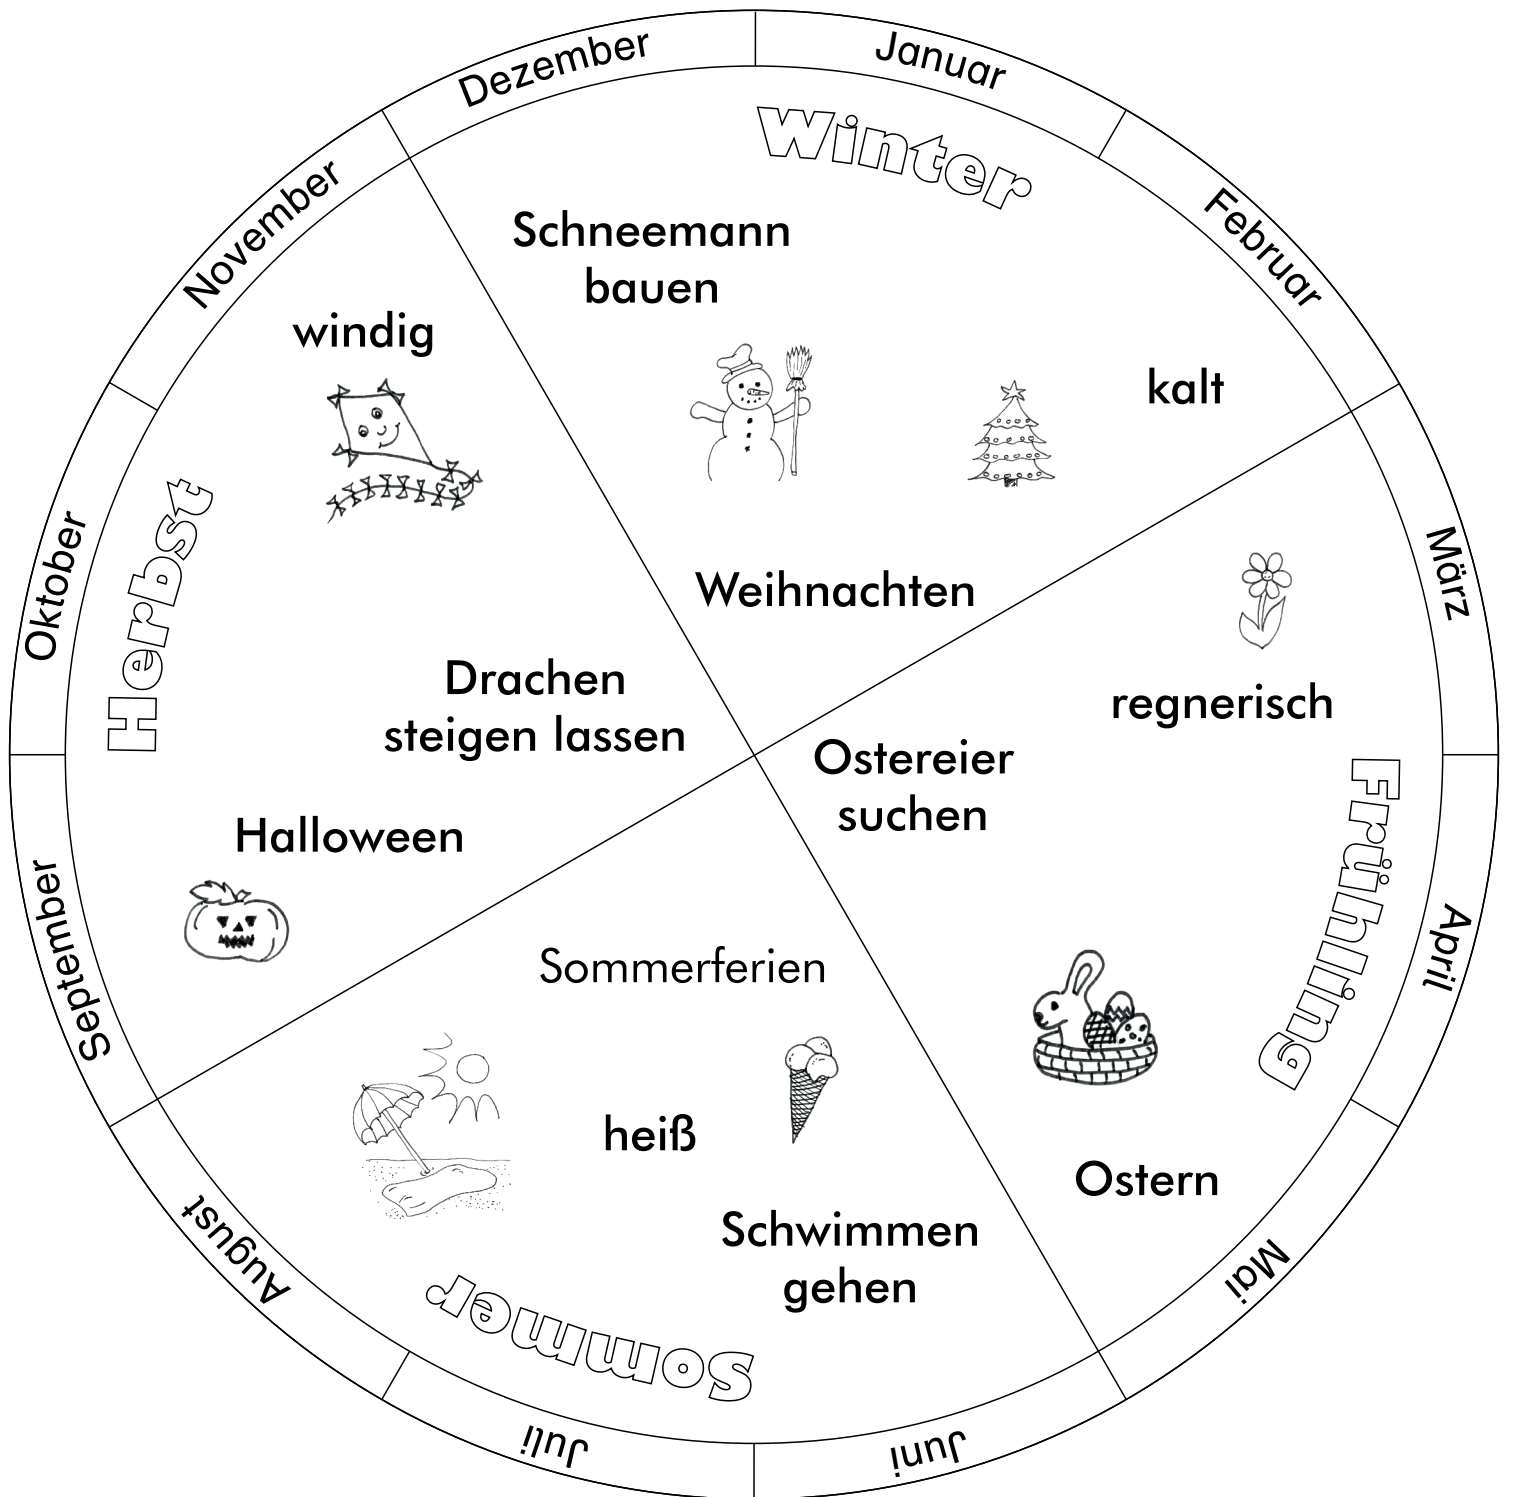 Dezember
Januar
Februar
März
April
Mai
Juni
Juli
August
September
Oktober
November
Winter
Schneemann
bauen
kalt
Weihnachten
Frühling
regnerisch
Ostereier
suchen
Ostern
Sommer
Sommerferien
heiß
Schwimmen
gehen
Herbst
windig
Drachen
steigen lassen
Halloween